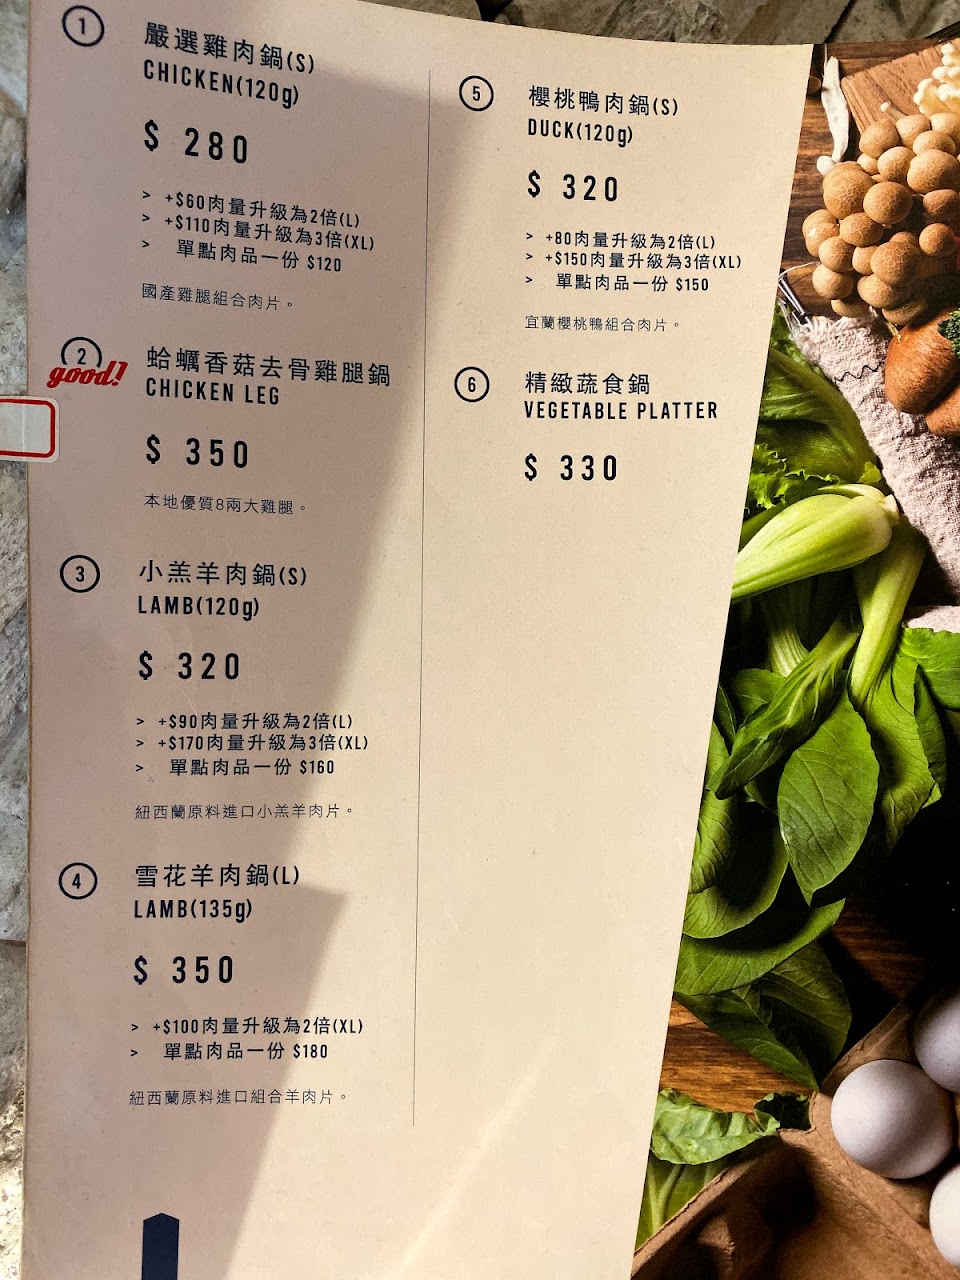 1
嚴選雞肉鍋(S)
CHICKEN(120g)
$ 280
> +$60肉量升級為2倍(L)
> +$110肉量升級為3倍(XL)
> 單點肉品一份 $120
國產雞腿組合肉片。
2
good!
蛤蠣香菇去骨雞腿鍋
CHICKEN LEG
$ 350
本地優質8兩大雞腿。
3
小羔羊肉鍋(S)
LAMB(120g)
$ 320
> +$90肉量升級為2倍(L)
> +$170肉量升級為3倍(XL)
> 單點肉品一份 $160
紐西蘭原料進口小羔羊肉片。
4
雪花羊肉鍋(L)
LAMB(135g)
$ 350
> +$100肉量升級為2倍(XL)
> 單點肉品一份 $180
紐西蘭原料進口組合羊肉片。
5
櫻桃鴨肉鍋(S)
DUCK(120g)
$ 320
> +80肉量升級為2倍(L)
> +$150肉量升級為3倍(XL)
> 單點肉品一份 $150
宜蘭櫻桃鴨組合肉片。
6
精緻蔬食鍋
VEGETABLE PLATTER
$ 330